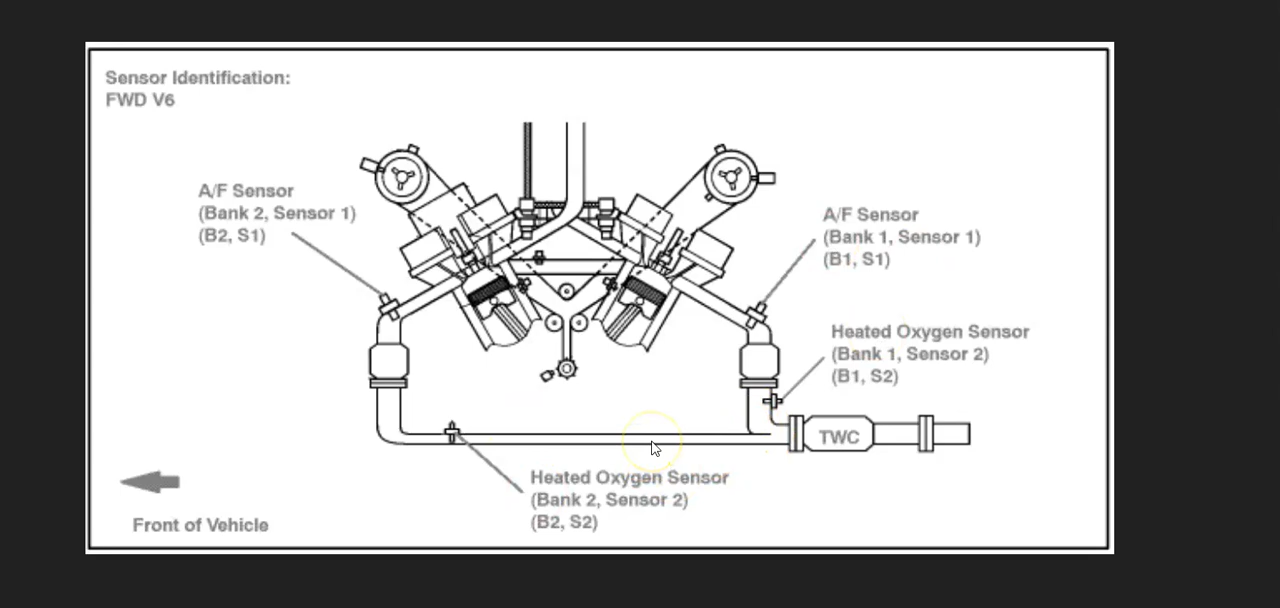 Sensor Identification:
FWD V6
A/F Sensor
(Bank 2, Sensor 1)
(B2, S1)
A/F Sensor
(Bank 1, Sensor 1)
(B1, S1)
Heated Oxygen Sensor
(Bank 1, Sensor 2)
(B1, S2)
TWC
Heated Oxygen Sensor
(Bank 2, Sensor 2)
(B2, S2)
Front of Vehicle